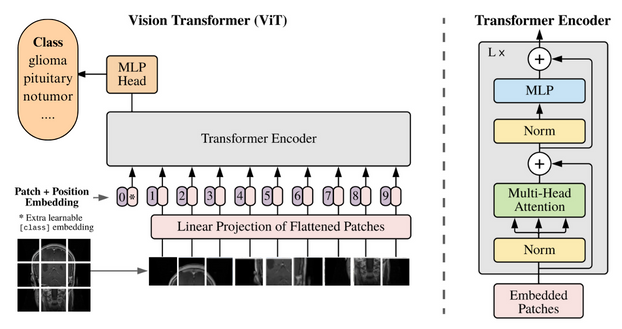 Vision Transformer (ViT)
Class
glioma
pituitary
notumor
....
MLP
Head
Transformer Encoder
Patch + Position
Embedding
0 * 1 2 3 4 5 6 7 8 9
* Extra learnable
[class] embedding
Linear Projection of Flattened Patches
Transformer Encoder
L x
+
MLP
Norm
+
Multi-Head
Attention
Norm
Embedded
Patches